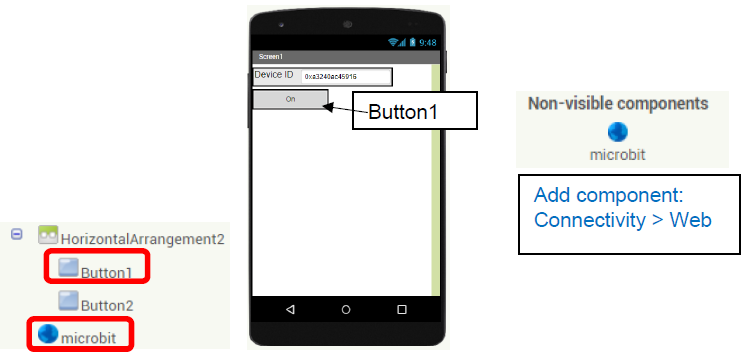 HorizontalArrangement2
Button1
Button2
microbit
9:48
Screen1
Device ID
0xa3240ac45916
On
Button1
Non-visible components
microbit
Add component:
Connectivity > Web